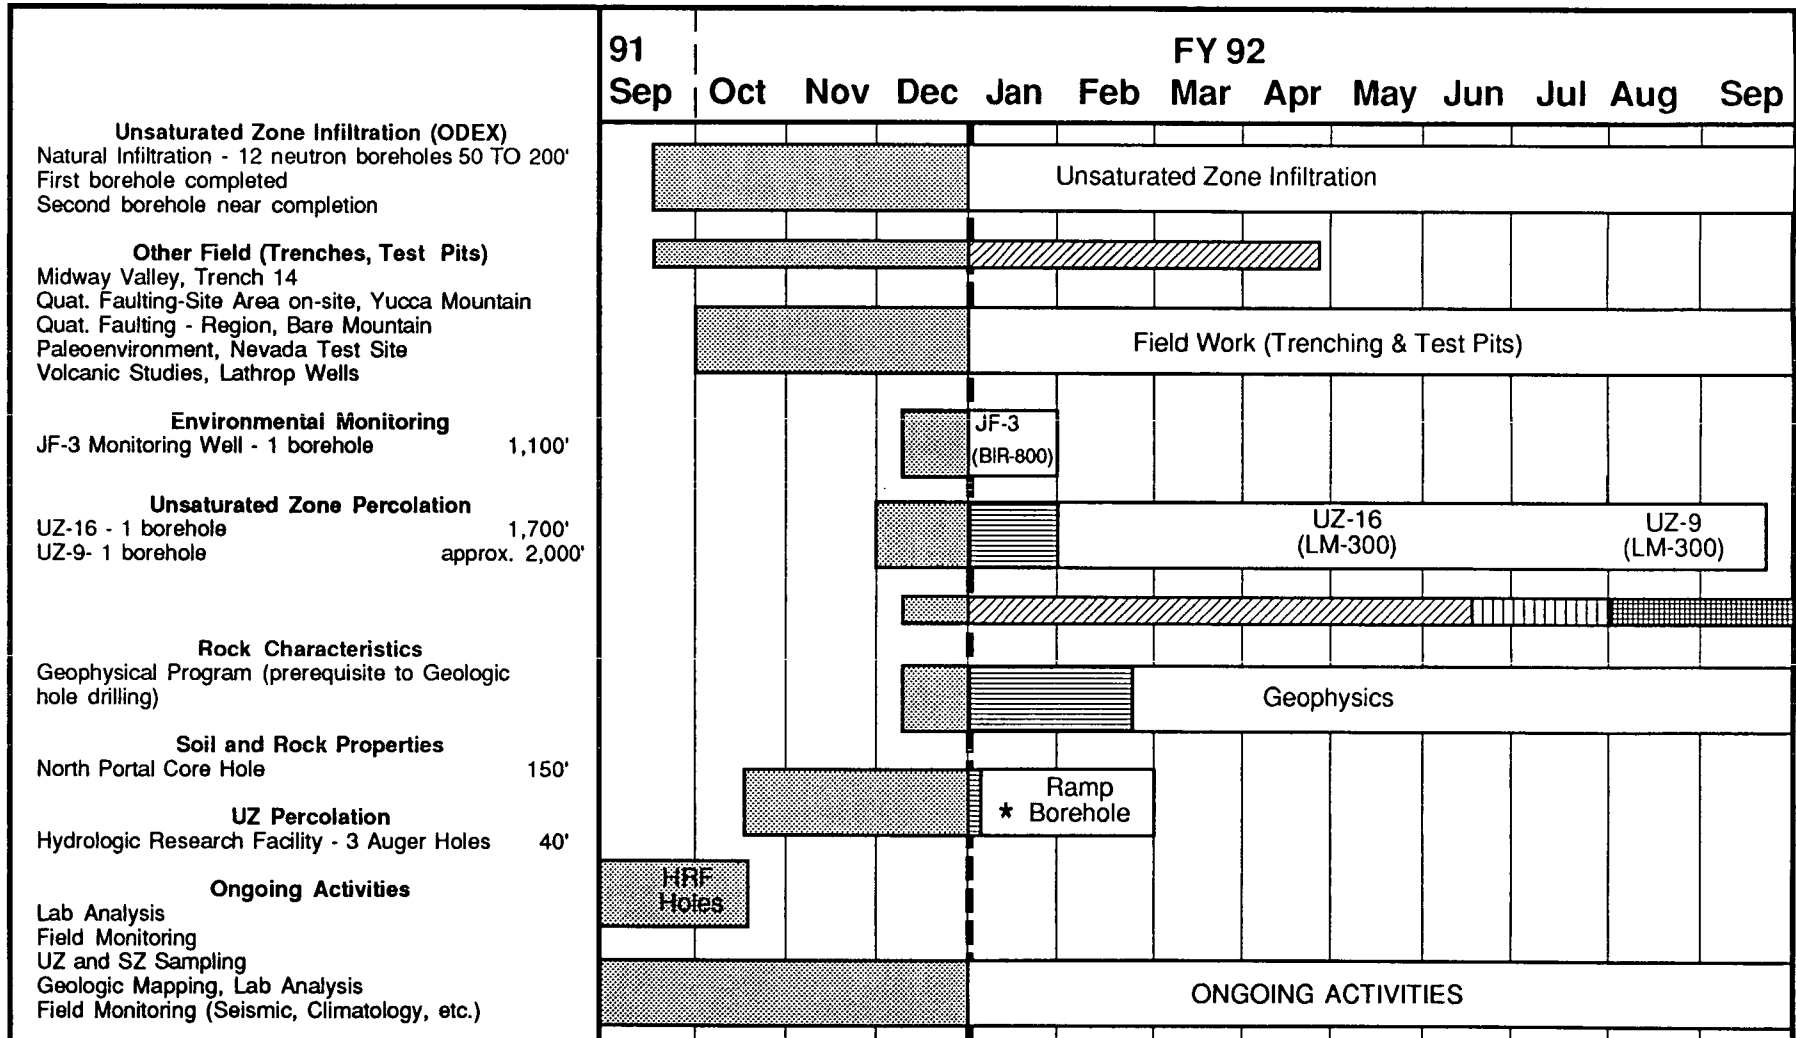 91 FY 92
Sep Oct Nov Dec Jan Feb Mar Apr May Jun Jul Aug Sep
Unsaturated Zone Infiltration (ODEX)
Natural Infiltration - 12 neutron boreholes 50 TO 200'
First borehole completed
Second borehole near completion
Unsaturated Zone Infiltration
Other Field (Trenches, Test Pits)
Midway Valley, Trench 14
Quat. Faulting-Site Area on-site, Yucca Mountain
Quat. Faulting - Region, Bare Mountain
Paleoenvironment, Nevada Test Site
Volcanic Studies, Lathrop Wells
Field Work (Trenching & Test Pits)
Environmental Monitoring
JF-3 Monitoring Well - 1 borehole 1,100'
JF-3
(BIR-800)
Unsaturated Zone Percolation
UZ-16 - 1 borehole 1,700'
UZ-9- 1 borehole approx. 2,000'
UZ-16
(LM-300)
UZ-9
(LM-300)
Rock Characteristics
Geophysical Program (prerequisite to Geologic
hole drilling)
Geophysics
Soil and Rock Properties
North Portal Core Hole 150'
Ramp
* Borehole
UZ Percolation
Hydrologic Research Facility - 3 Auger Holes 40'
HRF
Holes
Ongoing Activities
Lab Analysis
Field Monitoring
UZ and SZ Sampling
Geologic Mapping, Lab Analysis
Field Monitoring (Seismic, Climatology, etc.)
ONGOING ACTIVITIES